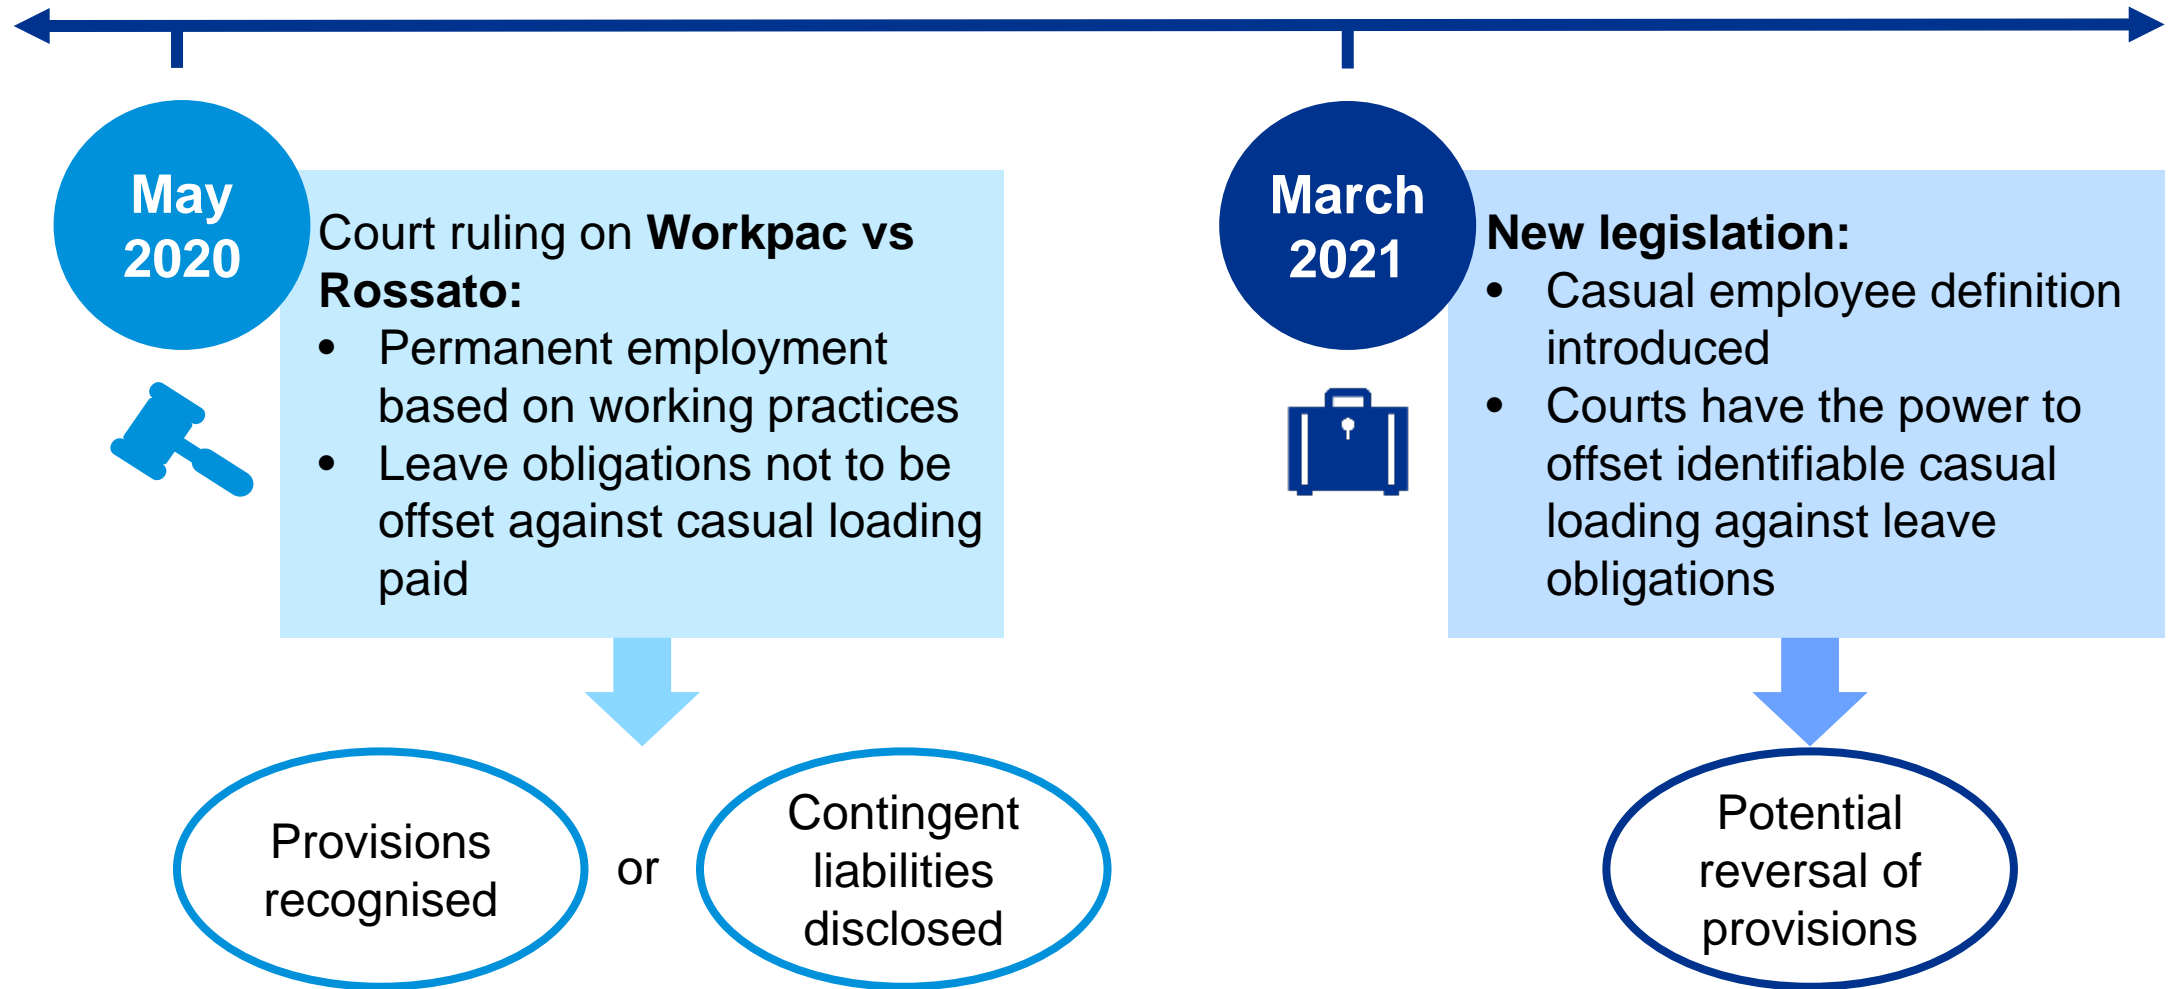 May
2020
Court ruling on Workpac vs
Rossato:
• Permanent employment
based on working practices
• Leave obligations not to be
offset against casual loading
paid
Provisions
recognised
or
Contingent
liabilities
disclosed
March
2021
New legislation:
• Casual employee definition
introduced
• Courts have the power to
offset identifiable casual
loading against leave
obligations
Potential
reversal of
provisions